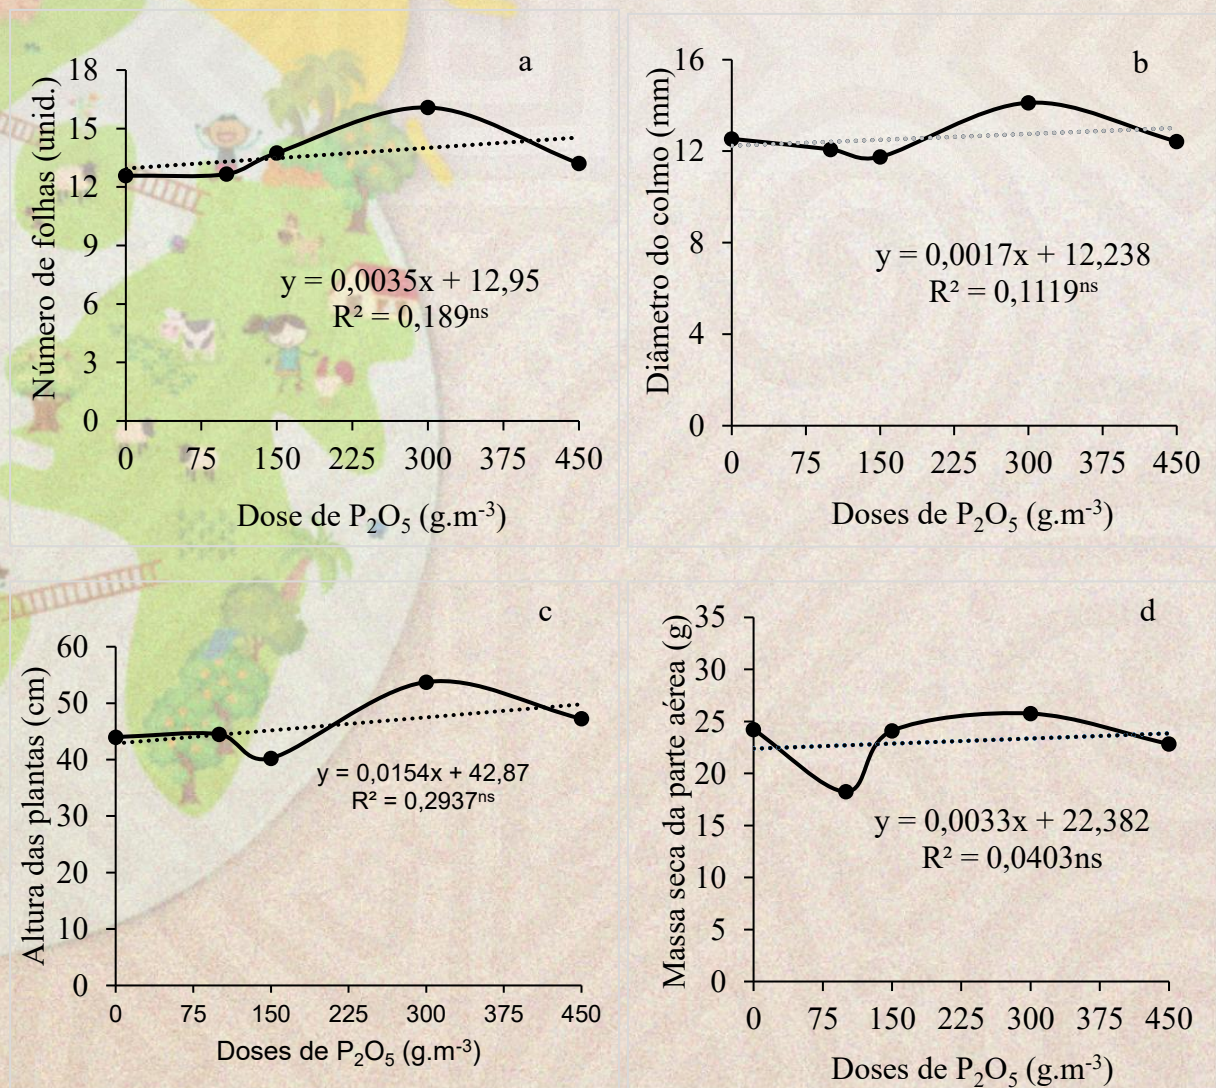 a
Número de folhas (unid.)
18
15
12
9
6
3
0
y = 0,0035x + 12,95
R² = 0,189ⁿˢ
0 75 150 225 300 375 450
Dose de P₂O₅ (g.m⁻³)
b
Diâmetro do colmo (mm)
16
12
8
4
0
y = 0,0017x + 12,238
R² = 0,1119ⁿˢ
0 75 150 225 300 375 450
Doses de P₂O₅ (g.m⁻³)
c
Altura das plantas (cm)
60
50
40
30
20
10
0
y = 0,0154x + 42,87
R² = 0,2937ⁿˢ
0 75 150 225 300 375 450
Doses de P₂O₅ (g.m⁻³)
d
Massa seca da parte aérea (g)
35
30
25
20
15
10
5
0
y = 0,0033x + 22,382
R² = 0,0403ns
0 75 150 225 300 375 450
Doses de P₂O₅ (g.m⁻³)